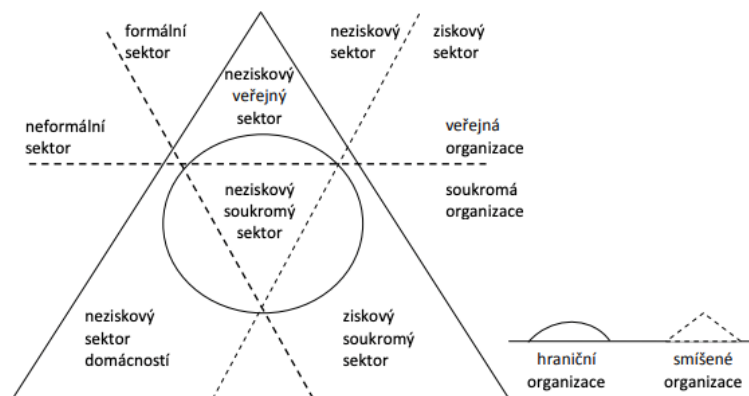 formální
sektor
neziskový
sektor
ziskový
sektor
neziskový
veřejný
sektor
neformální
sektor
veřejná
organizace
neziskový
soukromý
sektor
soukromá
organizace
neziskový
sektor
domácností
ziskový
soukromý
sektor
hraniční
organizace
smíšené
organizace